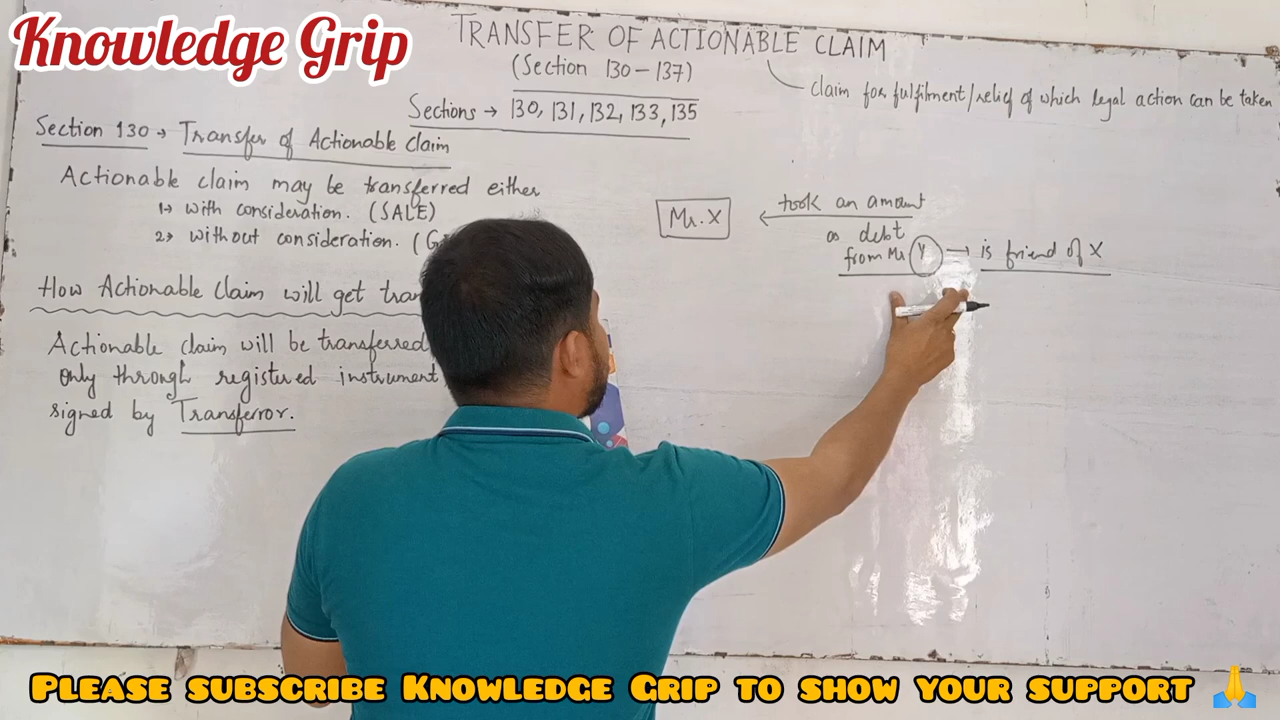 Knowledge Grip
TRANSFER OF ACTIONABLE CLAIM
(Section 130-137)
claim for fulfilment/relief of which legal action can be taken
Sections → 130, 131, 132, 133, 135
Section 130 → Transfer of Actionable claim
Actionable claim may be transferred either
1→ with consideration. (SALE)
2→ without consideration. (
How Actionable Claim will get
Actionable claim will be transferred
only through registered instrument
signed by Transferror.
Mr. X
took an amount
as debt
from Mr Y → is friend of X
Please subscribe Knowledge Grip to show your support 🙏